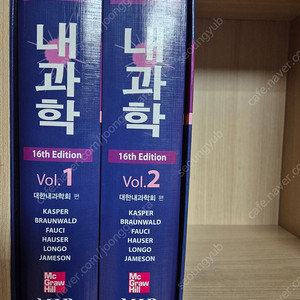 내과학
16th Edition
Vol.1
대한내과학회 편
KASPER
BRAUNWALD
FAUCI
HAUSER
LONGO
JAMESON
Mc
Graw
Hill
내과학
16th Edition
Vol.2
대한내과학회 편
KASPER
BRAUNWALD
FAUCI
HAUSER
LONGO
JAMESON
Mc
Graw
Hill